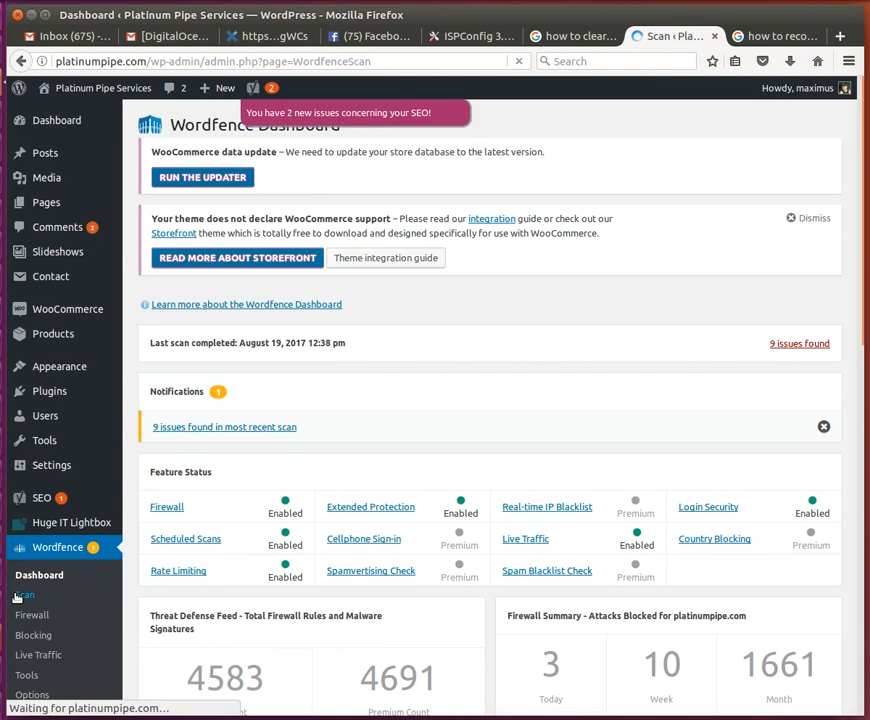 Dashboard ‹ Platinum Pipe Services — WordPress - Mozilla Firefox
Inbox (675) -...
[DigitalOce...
https...gWCs
(75) Facebo...
ISPConfig 3....
how to clear...
Scan ‹ Pla...
how to reco...
platinumpipe.com/wp-admin/admin.php?page=WordfenceScan
Search
Platinum Pipe Services
2
New
2
Howdy, maximus
You have 2 new issues concerning your SEO!
Wordfence Dashboard
WooCommerce data update – We need to update your store database to the latest version.
RUN THE UPDATER
Your theme does not declare WooCommerce support – Please read our integration guide or check out our
Storefront theme which is totally free to download and designed specifically for use with WooCommerce.
Dismiss
READ MORE ABOUT STOREFRONT
Theme integration guide
Learn more about the Wordfence Dashboard
Last scan completed: August 19, 2017 12:38 pm
9 issues found
Notifications 1
9 issues found in most recent scan
Feature Status
Firewall
Enabled
Extended Protection
Enabled
Real-time IP Blacklist
Premium
Login Security
Enabled
Scheduled Scans
Enabled
Cellphone Sign-in
Premium
Live Traffic
Enabled
Country Blocking
Premium
Rate Limiting
Enabled
Spamvertising Check
Premium
Spam Blacklist Check
Premium
Threat Defense Feed - Total Firewall Rules and Malware
Signatures
4583
4691
Premium Count
Firewall Summary - Attacks Blocked for platinumpipe.com
3
Today
10
Week
1661
Month
Dashboard
Posts
Media
Pages
Comments 2
Slideshows
Contact
WooCommerce
Products
Appearance
Plugins
Users
Tools
Settings
SEO 1
Huge IT Lightbox
Wordfence 1
Dashboard
Scan
Firewall
Blocking
Live Traffic
Tools
Options
Waiting for platinumpipe.com...